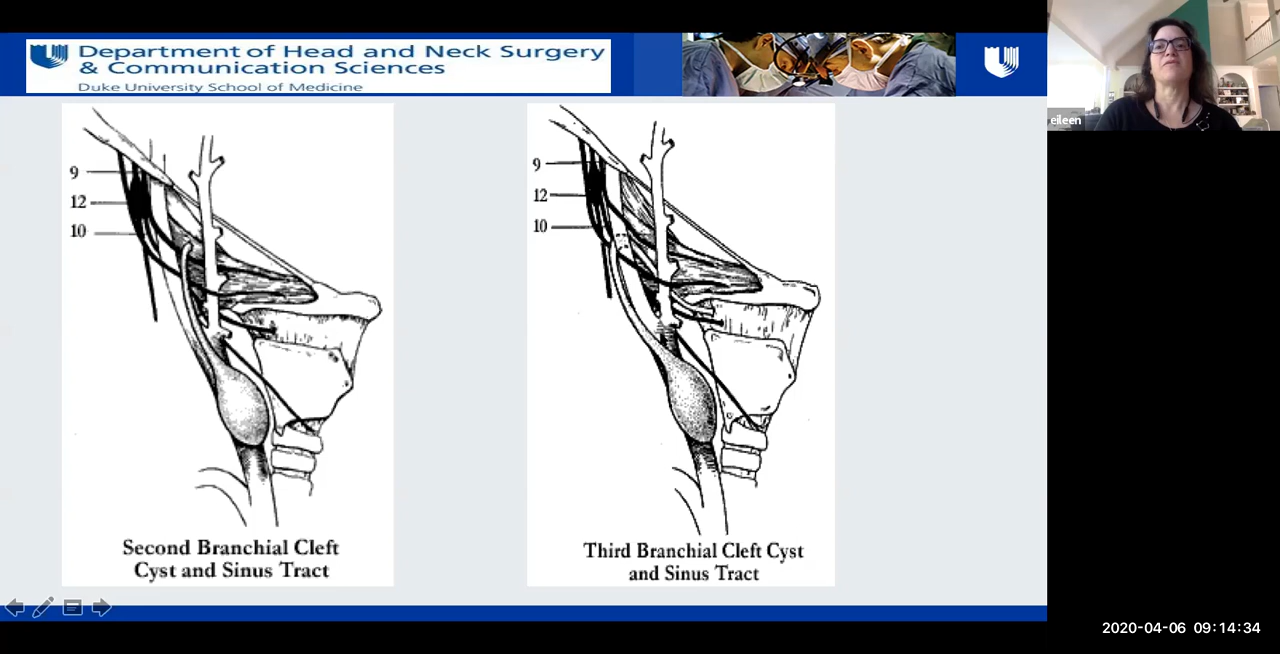 Department of Head and Neck Surgery
& Communication Sciences
Duke University School of Medicine
eileen
9
12
10
Second Branchial Cleft
Cyst and Sinus Tract
9
12
10
Third Branchial Cleft Cyst
and Sinus Tract
2020-04-06 09:14:34